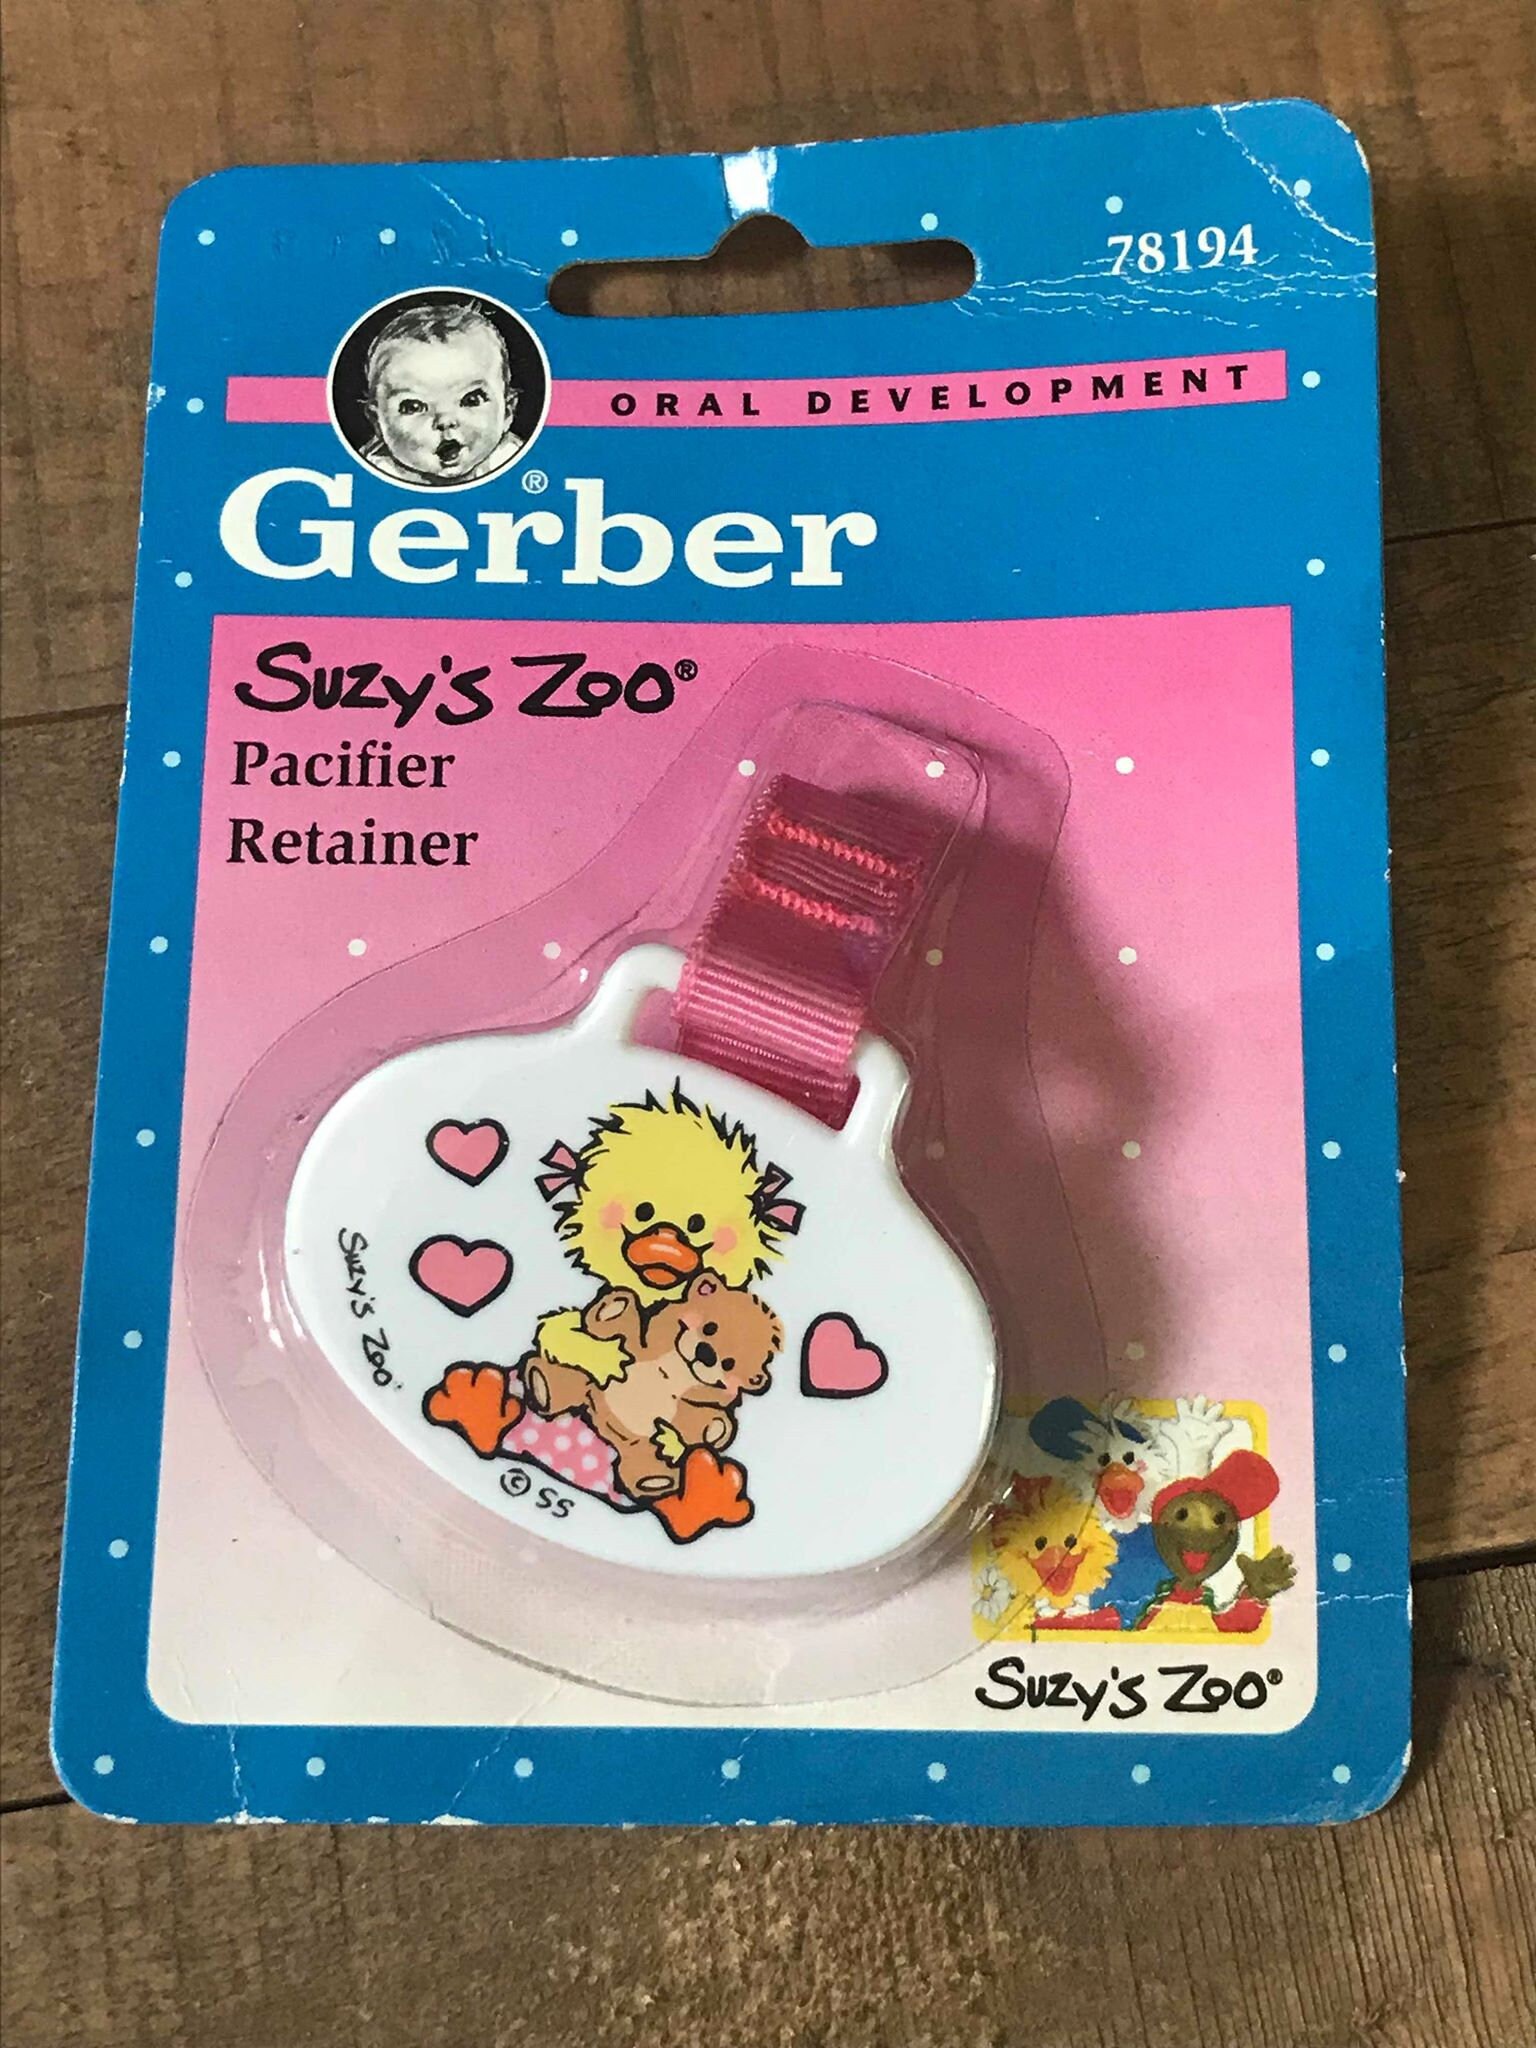 78194
ORAL DEVELOPMENT
Gerber®
Suzy's Zoo®
Pacifier
Retainer
Suzy's Zoo
© SS
Suzy's Zoo®